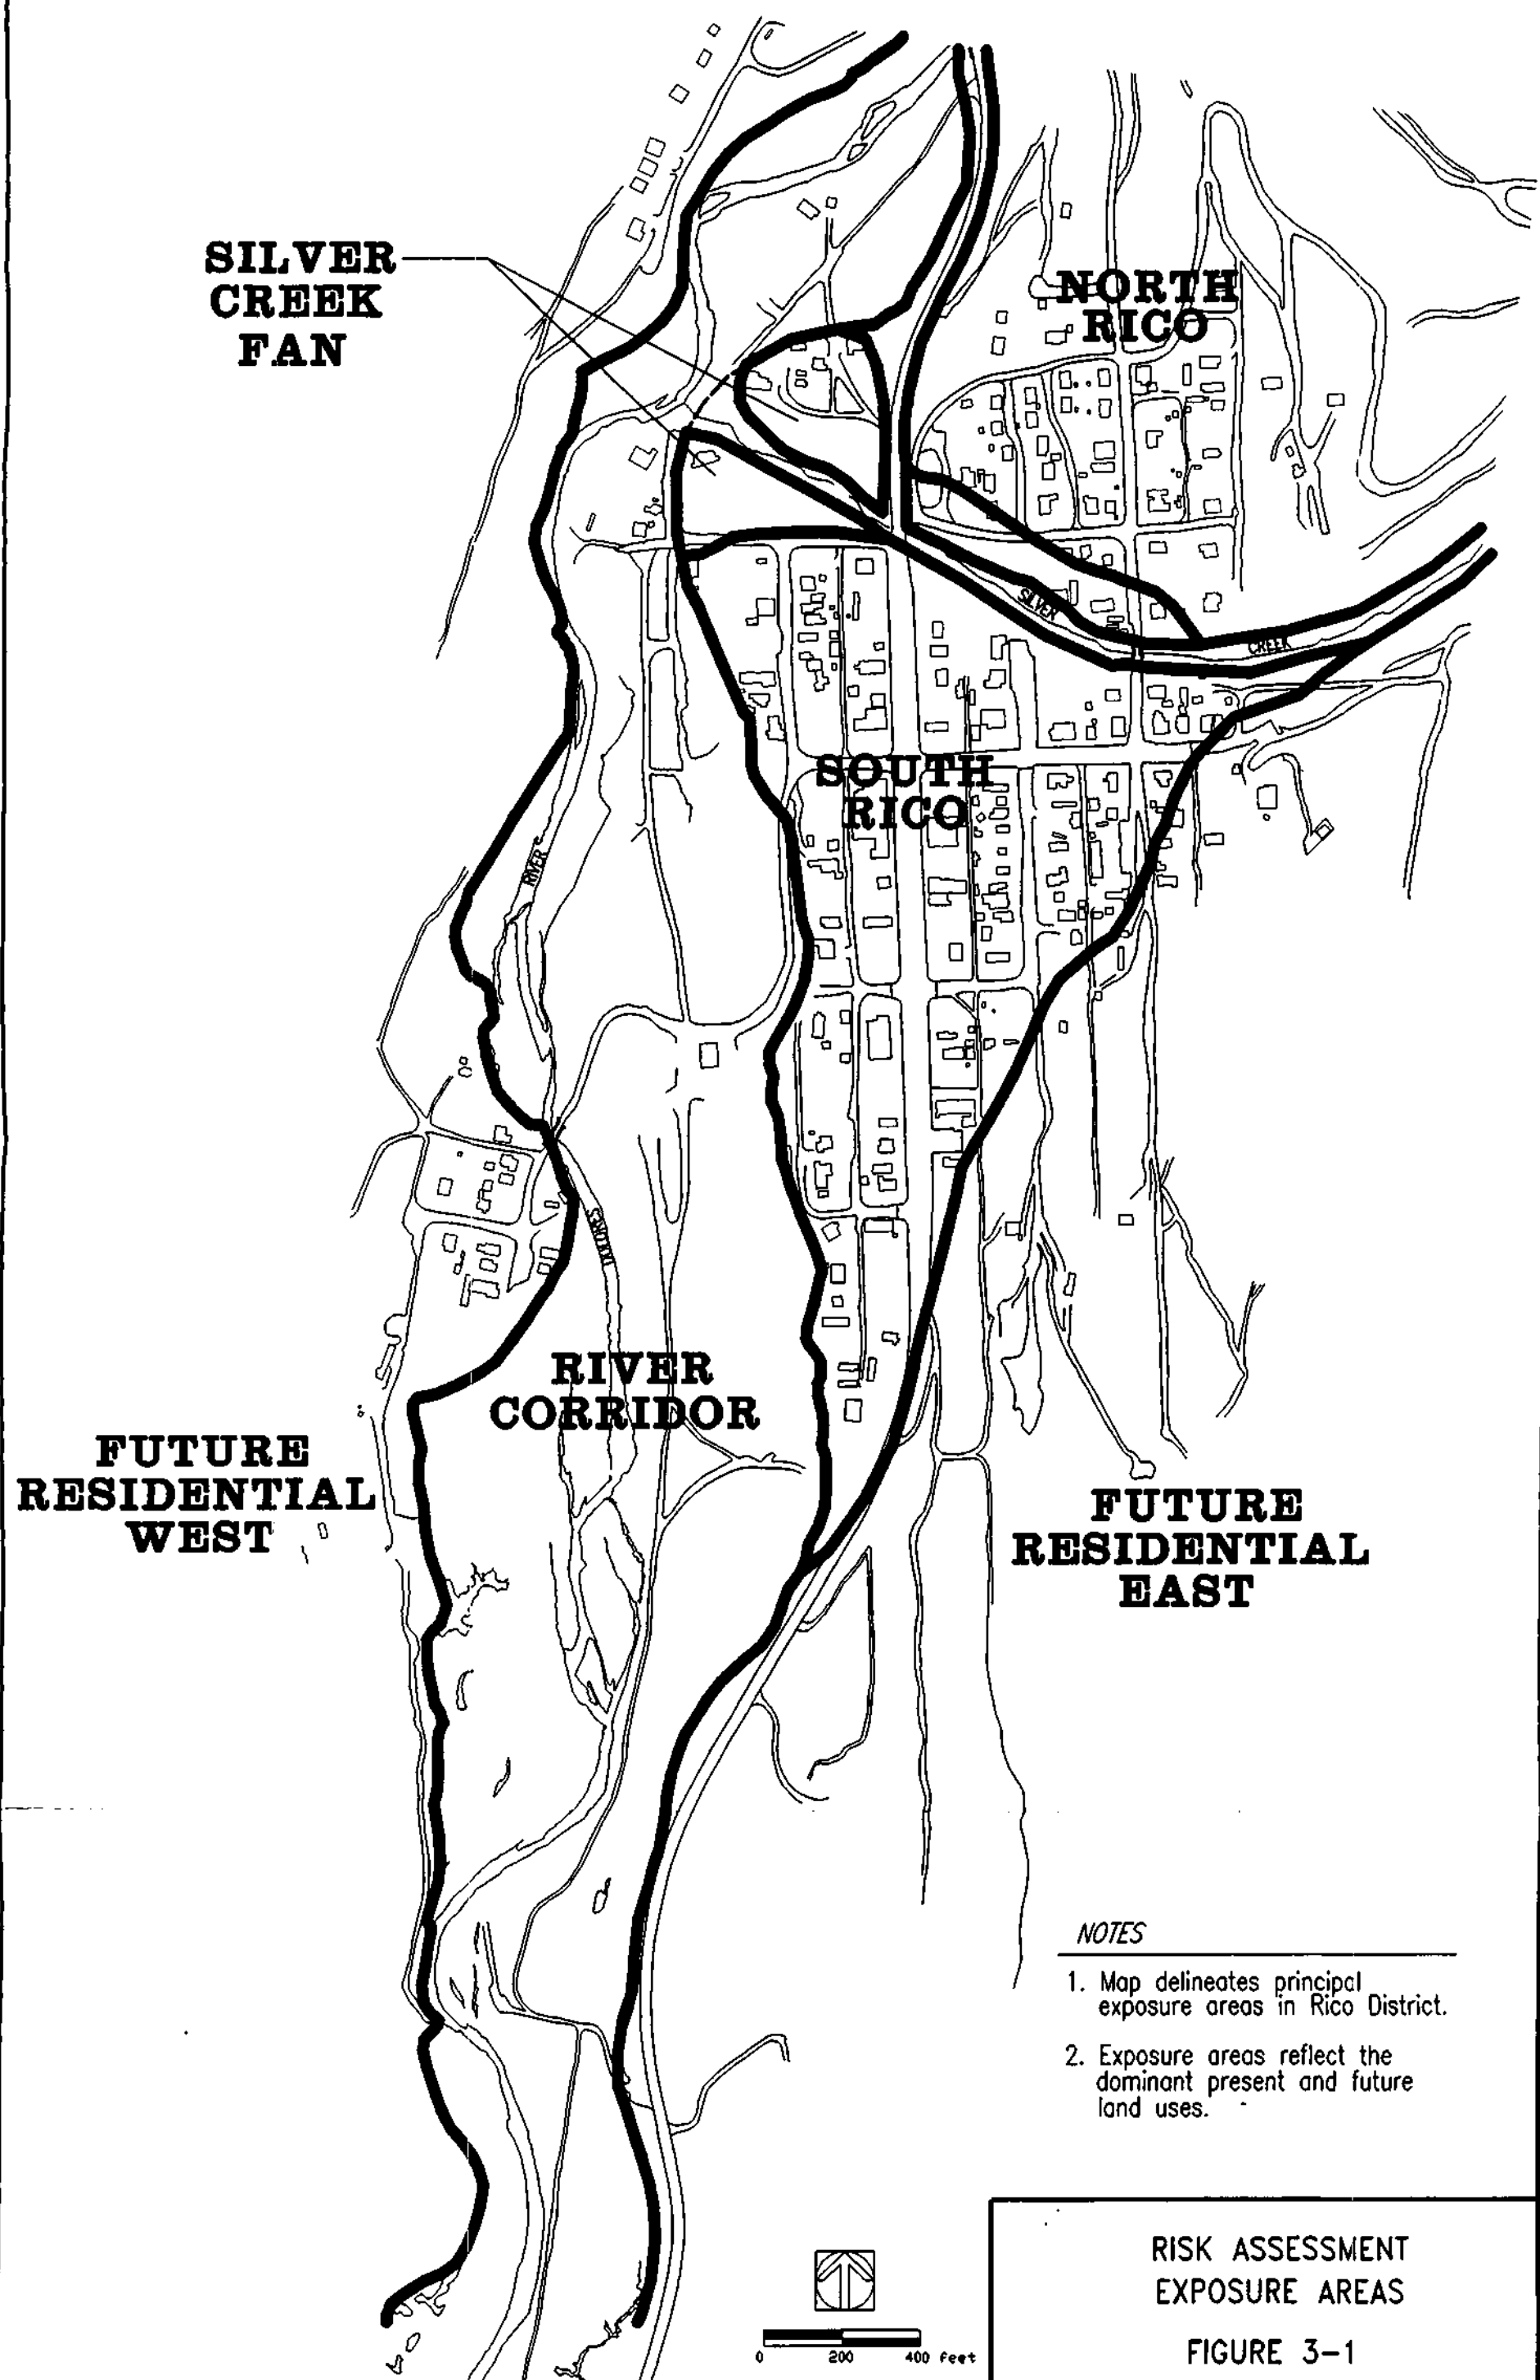 SILVER
CREEK
FAN
NORTH
RICO
SILVER
CREEK
SOUTH
RICO
RIVER
DOLORES
RIVER
CORRIDOR
FUTURE
RESIDENTIAL
WEST
FUTURE
RESIDENTIAL
EAST
NOTES
1. Map delineates principal
exposure areas in Rico District.
2. Exposure areas reflect the
dominant present and future
land uses.
0 200 400 feet
RISK ASSESSMENT
EXPOSURE AREAS
FIGURE 3-1